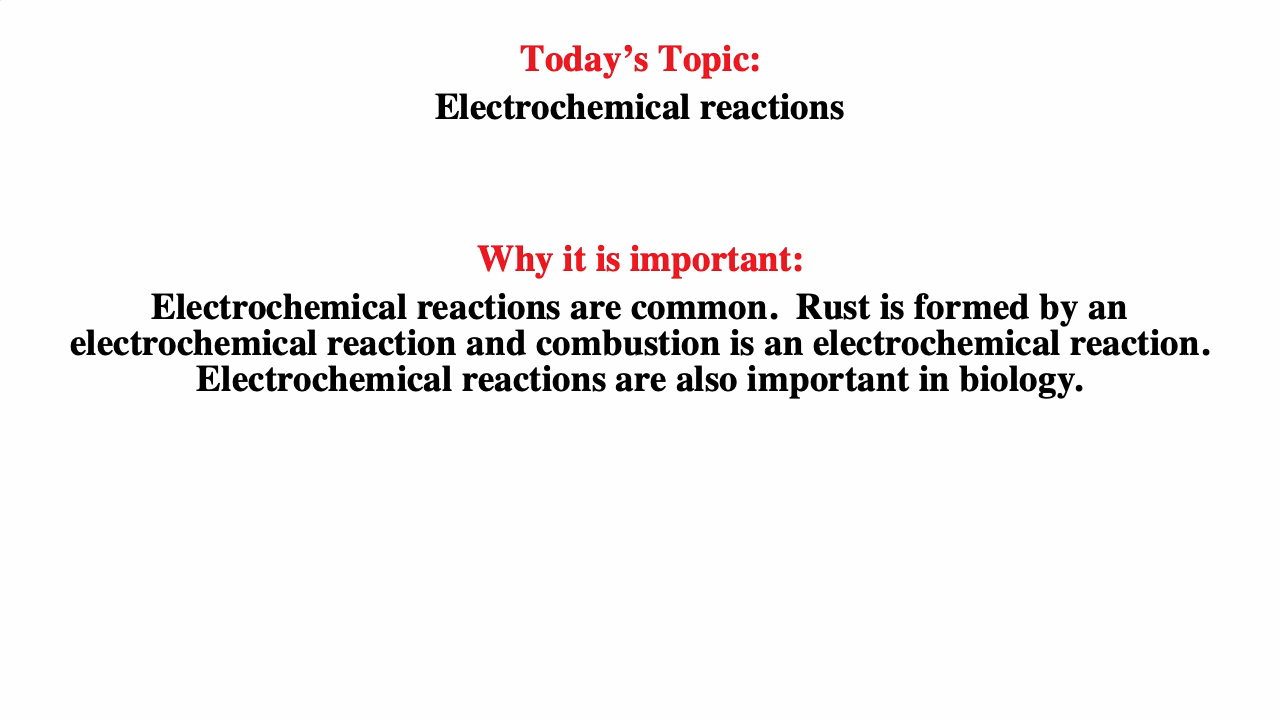 Today’s Topic:
Electrochemical reactions
Why it is important:
Electrochemical reactions are common.  Rust is formed by an
electrochemical reaction and combustion is an electrochemical reaction.
Electrochemical reactions are also important in biology.